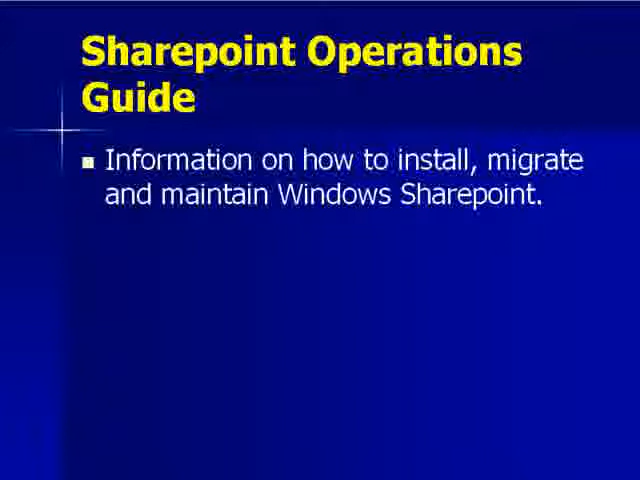 Sharepoint Operations
Guide
Information on how to install, migrate
and maintain Windows Sharepoint.